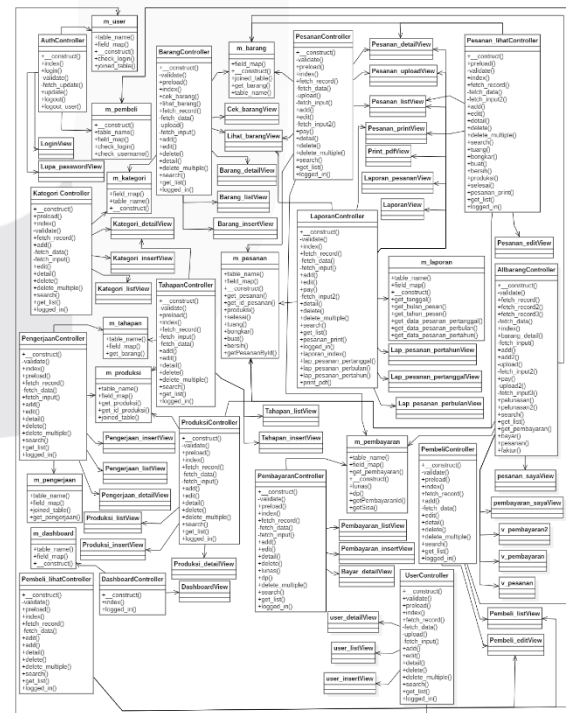 m_user
+table_name()
+field_map()
+__construct()
+check_login()
+joined_table()
AuthController
+__construct()
+index()
+login()
-validate()
-fetch_update()
+update()
+logout()
+logout_user()
m_pembeli
+__construct()
+table_name()
+field_map()
+check_login()
+check_username()
LoginView
Lupa_passwordView
BarangController
+__construct()
-validate()
+preload()
+index()
+cek_barang()
+lihat_barang()
+fetch_record()
-fetch_data()
-upload()
-fetch_input()
+add()
+edit()
+delete()
+detail()
+delete_multiple()
+search()
+get_list()
+logged_in()
m_barang
+field_map()
+__construct()
+joined_table()
+get_barang()
+table_name()
Cek_barangView
Lihat_barangView
Barang_detailView
Barang_listView
Barang_insertView
PesananController
+__construct()
-validate()
+preload()
+index()
+fetch_record()
-fetch_data()
-upload()
-fetch_input()
+add()
+edit()
-fetch_input2()
+pay()
+detail()
+delete()
+delete_multiple()
+search()
+get_list()
+logged_in()
Pesanan_detailView
Pesanan_uploadView
Pesanan_listView
Pesanan_printView
Print_pdfView
Laporan_pesananView
LaporanView
Pesanan_lihatController
+__construct()
+preload()
-validate()
+index()
+fetch_record()
-fetch_data()
-fetch_input2()
+add()
+edit()
+detail()
+delete()
+delete_multiple()
+search()
+tuang()
+bongkar()
+buat()
+bersih()
+produksi()
+selesai()
+pesanan_print()
+get_list()
+logged_in()
Pesanan_editView
Kategori Controller
+__construct()
+preload()
+index()
-validate()
+fetch_record()
+add()
-fetch_data()
-fetch_input()
+edit()
+detail()
+delete()
+delete_multiple()
+search()
+get_list()
+logged_in()
m_kategori
+field_map()
+table_name()
+__construct()
Kategori_detailView
Kategori_insertView
Kategori_listView
m_pesanan
+table_name()
+field_map()
+__construct()
+get_pesanan()
+get_id_pesanan()
+produksi()
+selesai()
+tuang()
+bongkar()
+buat()
+bersih()
+getPesananById()
LaporanController
+__construct()
-validate()
+index()
+fetch_record()
-fetch_data()
-fetch_input()
+add()
+edit()
+pay()
-fetch_input2()
+detail()
+delete()
+delete_multiple()
+search()
+get_list()
+pesanan_print()
+logged_in()
+laporan_index()
+lap_pesanan_pertanggal()
+lap_pesanan_perbulan()
+lap_pesanan_pertahun()
+print_pdf()
m_laporan
+table_name()
+field_map()
+__construct()
+get_tanggal()
+get_bulan_pesan()
+get_tahun_pesan()
+get_data_pesanan_pertanggal()
+get_data_pesanan_perbulan()
+get_data_pesanan_pertahun()
Lap_pesanan_pertahunView
Lap_pesanan_pertanggalView
Lap_pesanan_perbulanView
AllbarangController
+__construct()
+fetch_record()
+fetch_record2()
+fetch_record3()
-fetch_data()
+index()
+barang_detail()
-fetch_input()
+add()
+add2()
-upload()
-fetch_input2()
+pay()
-upload2()
-fetch_input3()
+pelunasan()
+pelunasan2()
+search()
+get_list()
+get_pembayaran()
+bayar()
+pesanan()
+faktur()
TahapanController
+__construct()
-validate()
+preload()
+index()
+fetch_record()
-fetch_data()
-fetch_input()
+add()
+edit()
+detail()
+delete()
+delete_multiple()
+search()
+get_list()
+logged_in()
m_tahapan
+table_name()
+field_map()
+get_barang()
PengerjaanController
+__construct()
-validate()
+index()
+preload()
+fetch_record()
-fetch_data()
+fetch_input()
+add()
+edit()
+detail()
+delete()
+delete_multiple()
+search()
+get_list()
+logged_in()
m_produksi
+table_name()
+field_map()
+get_produksi()
+get_id_produksi()
+joined_table()
Pengerjaan_insertView
Pengerjaan_listView
Pengerjaan_detailView
Tahapan_listView
Tahapan_insertView
ProduksiController
+__construct()
-validate()
+preload()
+index()
+fetch_record()
-fetch_data()
-fetch_input()
+add()
+edit()
+detail()
+delete()
+delete_multiple()
+search()
+get_list()
+logged_in()
m_pengerjaan
+table_name()
+field_map()
+joined_table()
+get_pengerjaan()
Produksi_listView
Produksi_insertView
Produksi_detailView
m_dashboard
+table_name()
+field_map()
+__construct()
DashboardController
+__construct()
+index()
+logged_in()
DashboardView
Pembeli_lihatController
+__construct()
-validate()
+preload()
+index()
+fetch_record()
-fetch_data()
-fetch_input()
+add()
+edit()
+detail()
+delete()
+delete_multiple()
+search()
+get_list()
+logged_in()
m_pembayaran
+table_name()
+field_map()
+get_pembayaran()
+__construct()
+lunas()
+dp()
+getPembayaranId()
+getSisa()
PembayaranController
+__construct()
-validate()
+preload()
+index()
+fetch_record()
-fetch_data()
-fetch_input()
+add()
+edit()
+detail()
+delete()
+lunas()
+dp()
+delete_multiple()
+search()
+get_list()
+logged_in()
Pembayaran_listView
Pembayaran_insertView
Bayar_detailView
PembeliController
+__construct()
-validate()
+preload()
+index()
+fetch_record()
+add()
-fetch_data()
-fetch_input()
+edit()
+detail()
+delete()
+delete_multiple()
+search()
+get_list()
+logged_in()
pesanan_sayaView
pembayaran_sayaView
v_pembayaran2
v_pembayaran
v_pesanan
UserController
+__construct()
-validate()
+preload()
+index()
+fetch_record()
-fetch_data()
-upload()
-fetch_input()
+add()
+edit()
+detail()
+delete()
+delete_multiple()
+search()
+get_list()
+logged_in()
user_detailView
user_listView
user_insertView
Pembeli_listView
Pembeli_editView